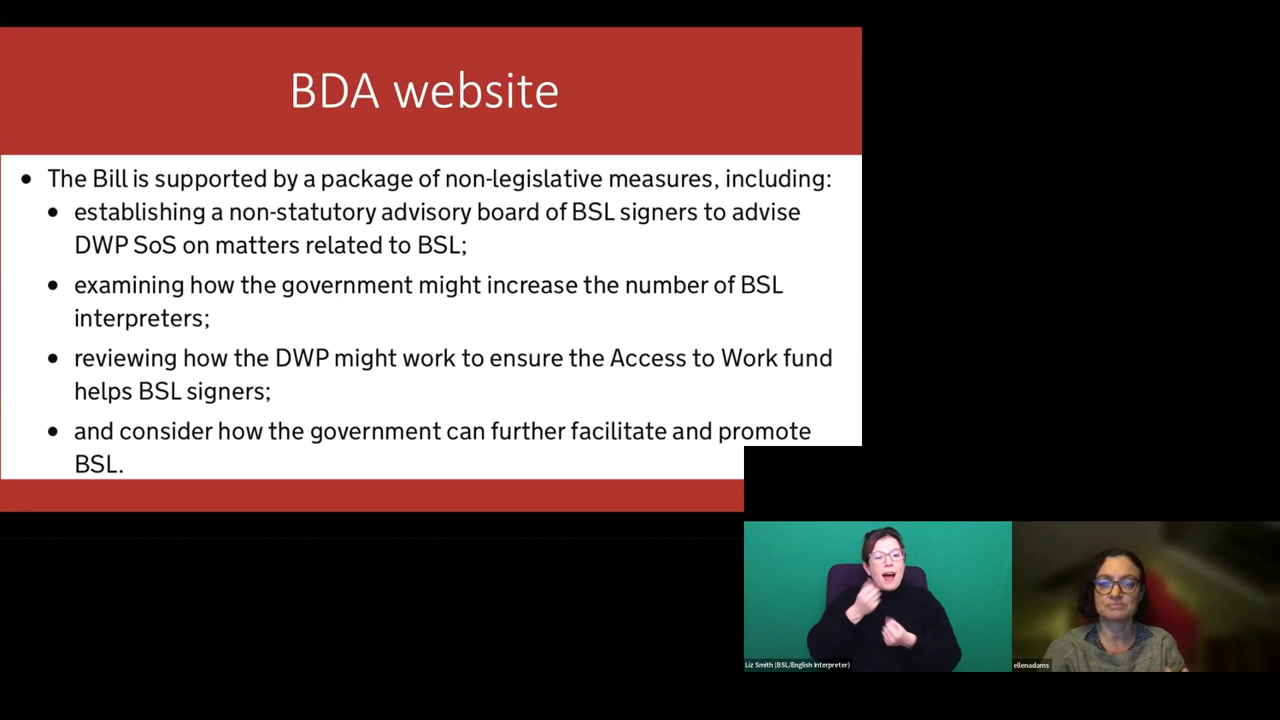 BDA website
• The Bill is supported by a package of non-legislative measures, including:
• establishing a non-statutory advisory board of BSL signers to advise
DWP SoS on matters related to BSL;
• examining how the government might increase the number of BSL
interpreters;
• reviewing how the DWP might work to ensure the Access to Work fund
helps BSL signers;
• and consider how the government can further facilitate and promote
BSL.
Liz Smith (BSL/English Interpreter)
ellenadams